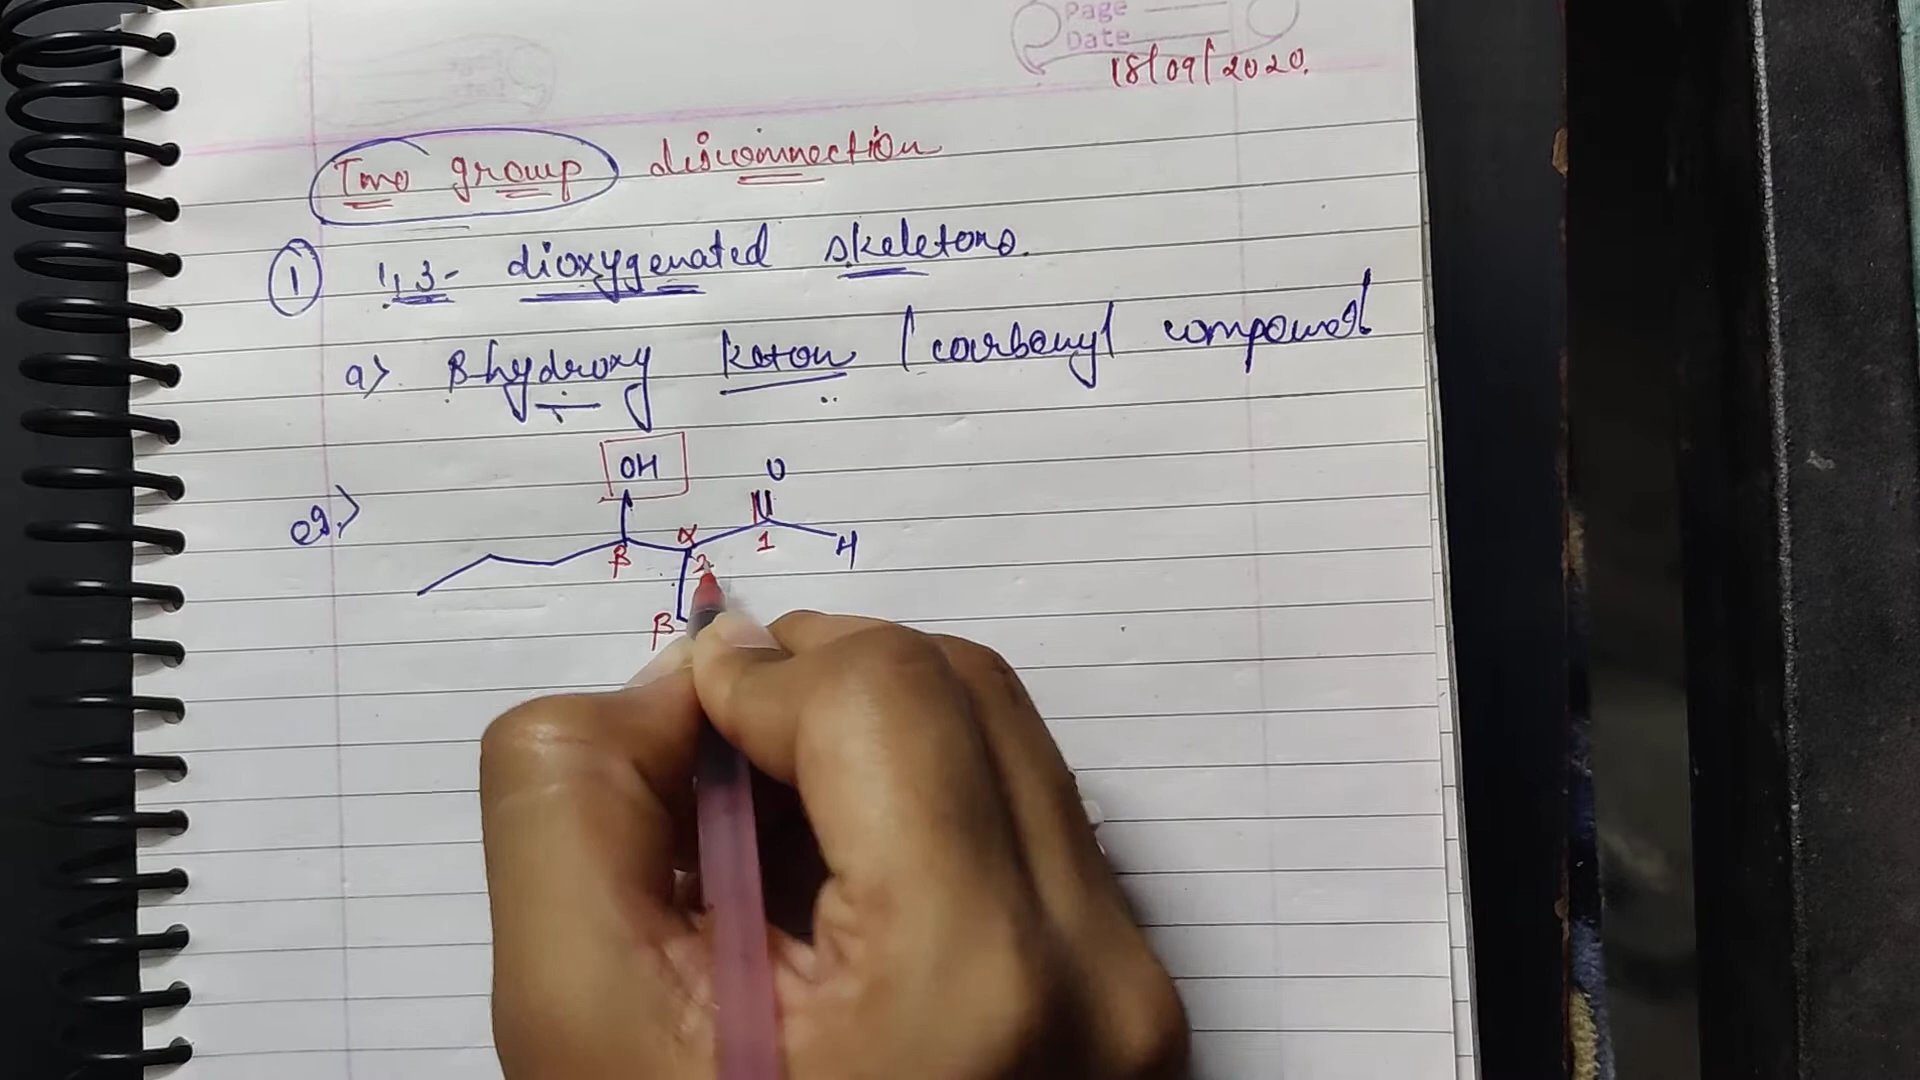 Page
Date
18/09/2020.
Two group disconnection
① 1,3- dioxygenated skeletons.
a> β hydroxy keton / carbonyl compound
OH O
eg.>
α
β 2 1 H
β